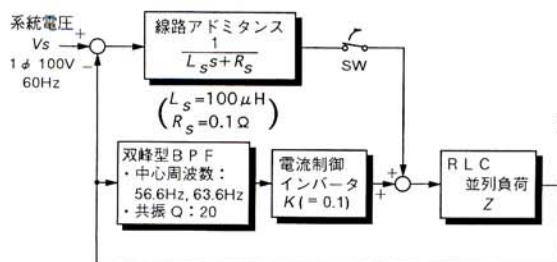 系統電圧
Vs
1φ 100V
60Hz
+
−
線路アドミタンス
1
Lss+Rs
(Ls=100μH
Rs=0.1Ω)
SW
双峰型BPF
・中心周波数:
56.6Hz, 63.6Hz
・共振Q:20
電流制御
インバータ
K(=0.1)
+
+
RLC
並列負荷
Z